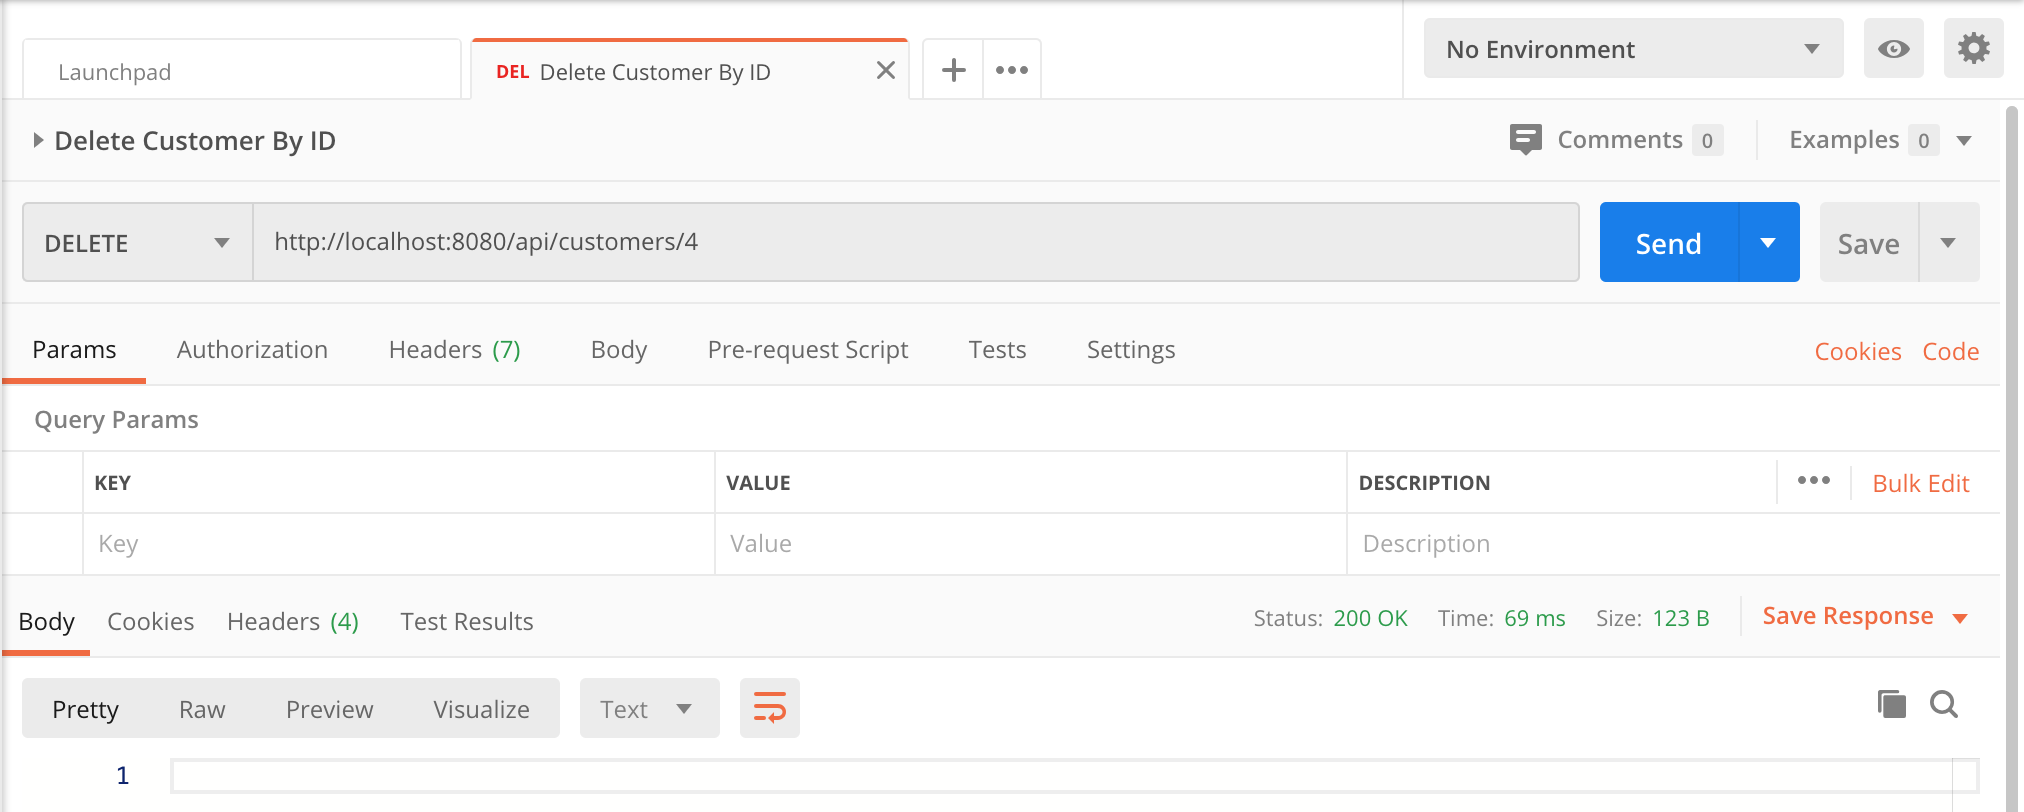 Launchpad
DEL Delete Customer By ID
No Environment
Delete Customer By ID
Comments 0
Examples 0
DELETE
http://localhost:8080/api/customers/4
Send
Save
Params Authorization Headers (7) Body Pre-request Script Tests Settings
Cookies Code
Query Params
KEY VALUE DESCRIPTION
Bulk Edit
Key Value Description
Body Cookies Headers (4) Test Results
Status: 200 OK Time: 69 ms Size: 123 B
Save Response
Pretty Raw Preview Visualize
Text
1